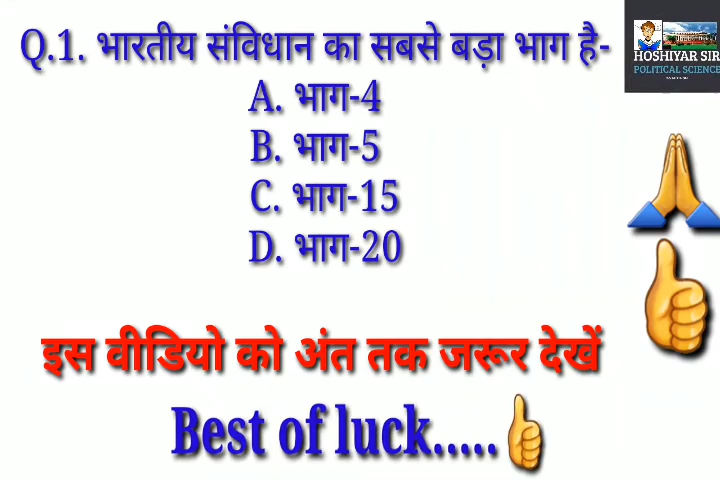 Q.1. भारतीय संविधान का सबसे बड़ा भाग है-
HOSHIYAR SIR
POLITICAL SCIENCE
A. भाग-4
B. भाग-5
C. भाग-15
D. भाग-20
इस वीडियो को अंत तक जरूर देखें
Best of luck.....